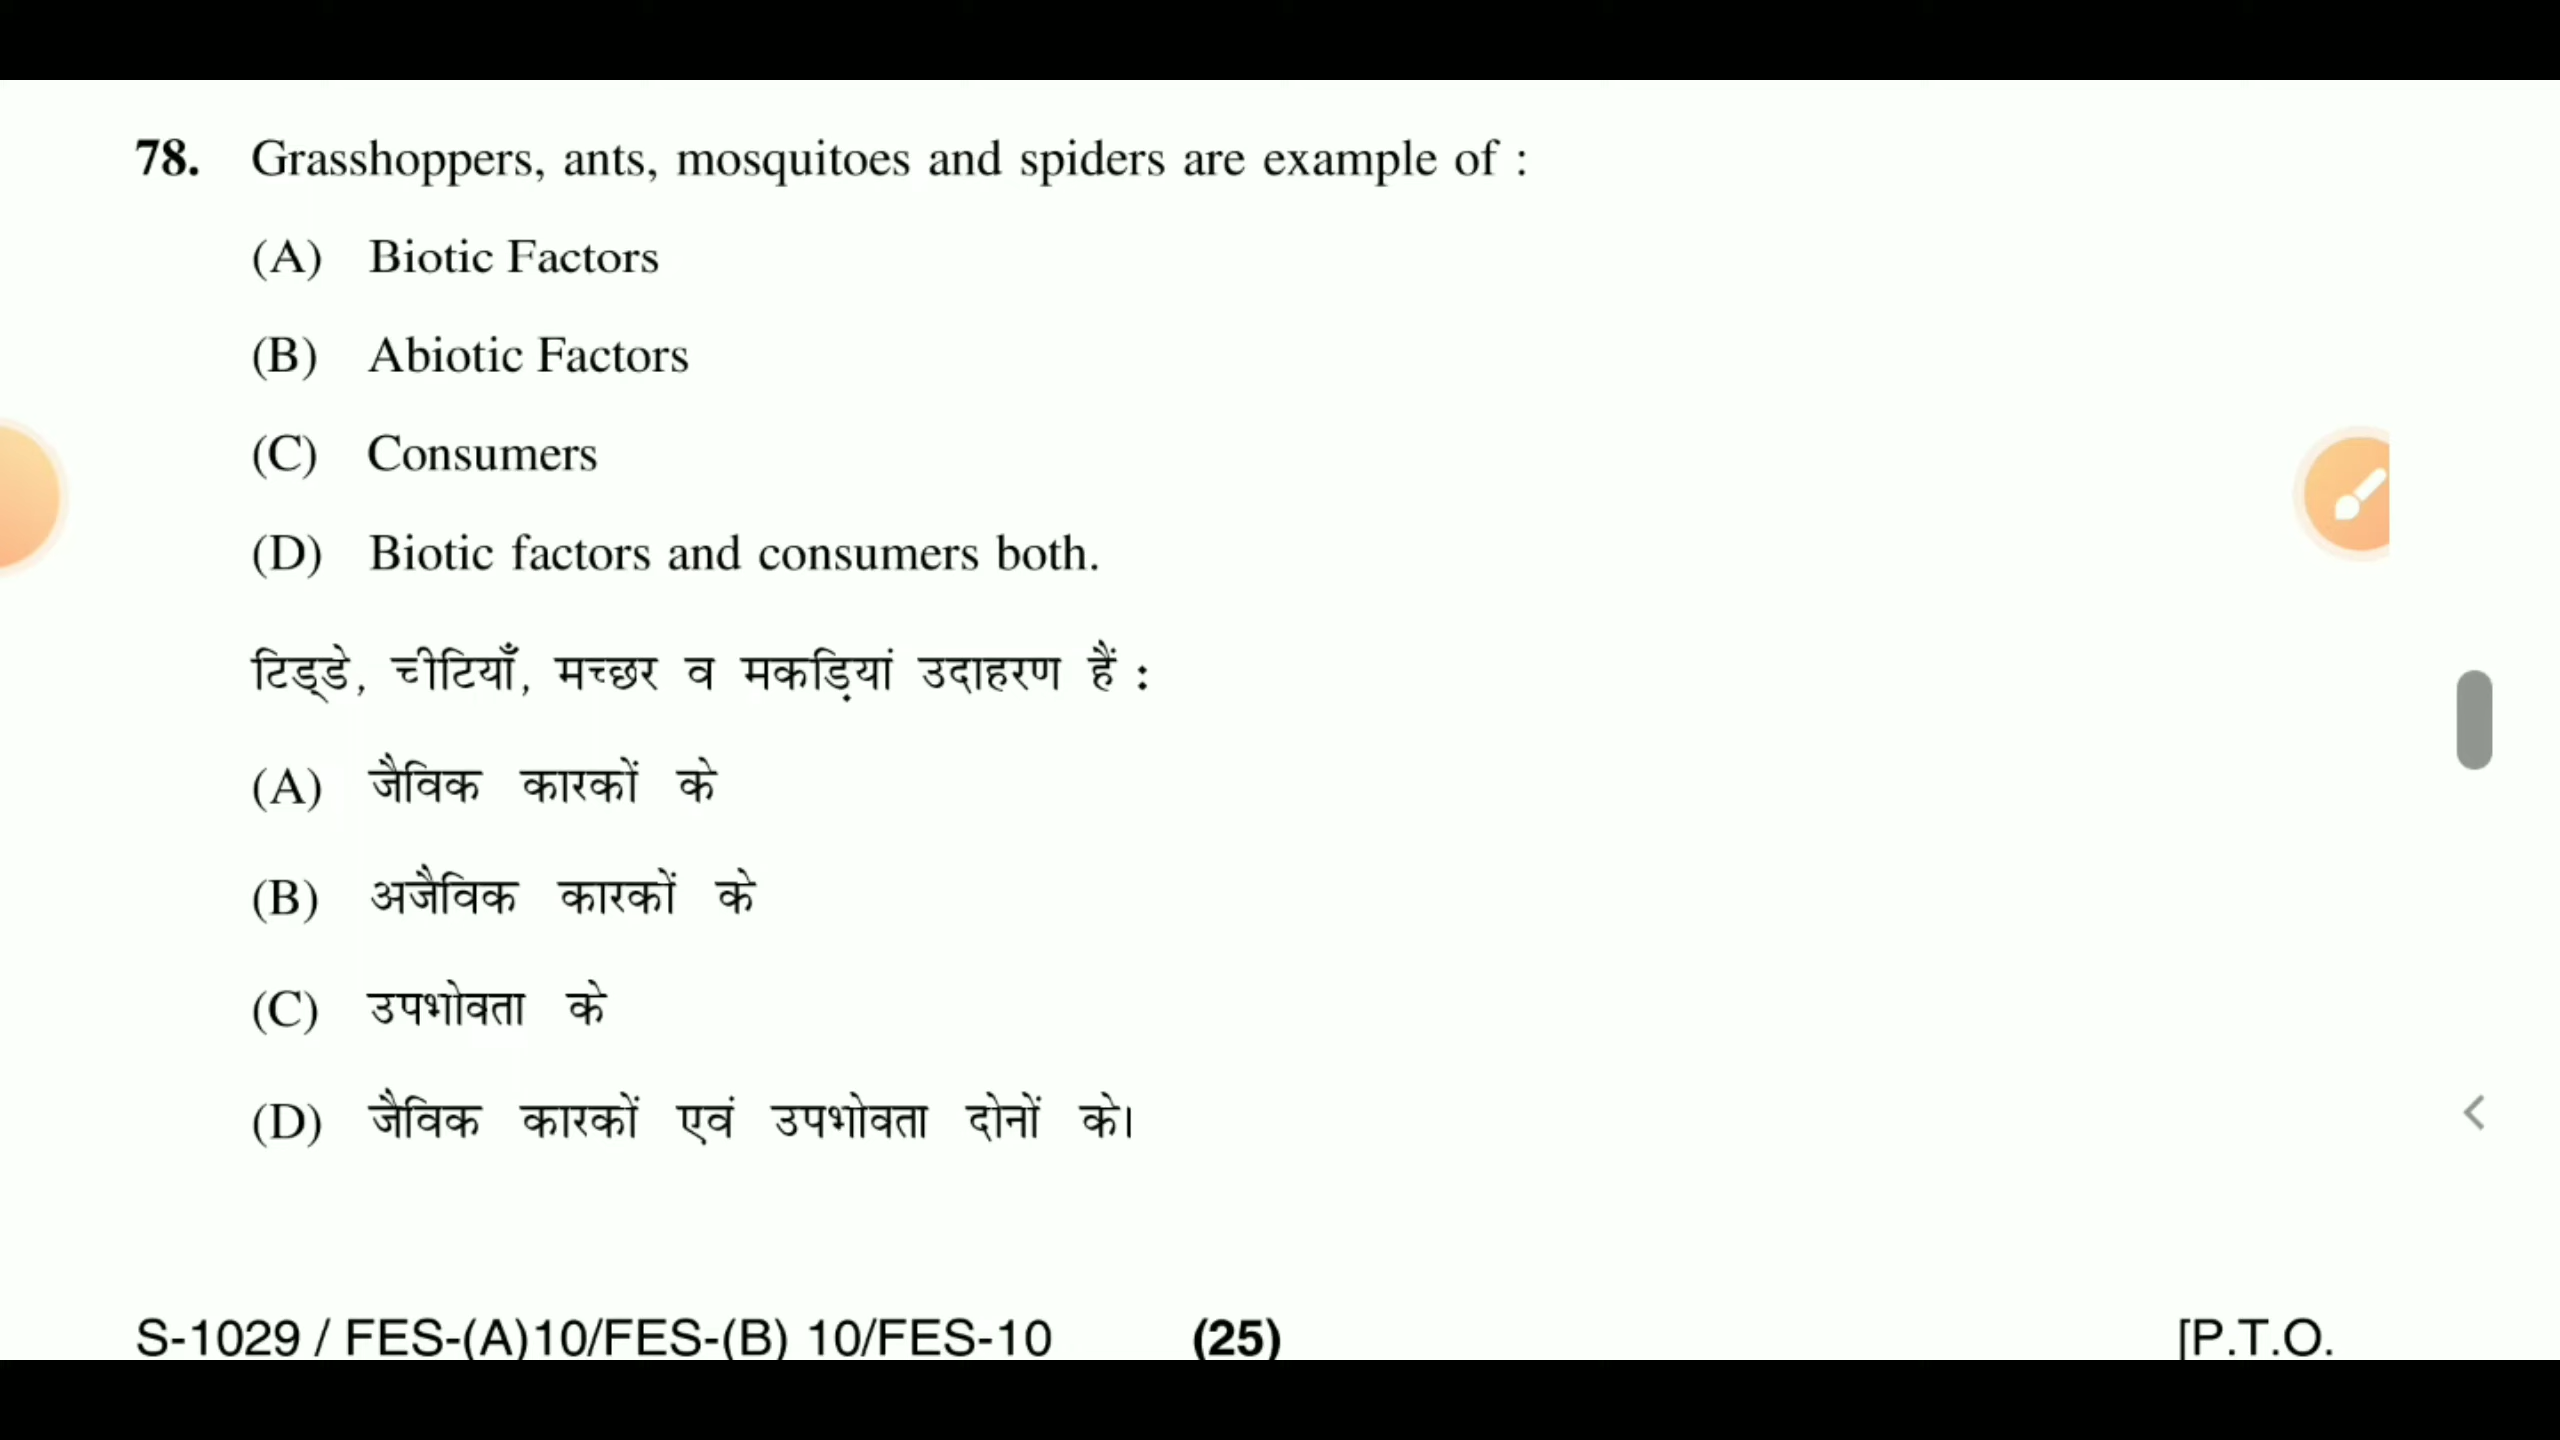 78. Grasshoppers, ants, mosquitoes and spiders are example of :
(A) Biotic Factors
(B) Abiotic Factors
(C) Consumers
(D) Biotic factors and consumers both.
टिड्डे, चीटियाँ, मच्छर व मकड़ियां उदाहरण हैं :
(A) जैविक कारकों के
(B) अजैविक कारकों के
(C) उपभोक्ता के
(D) जैविक कारकों एवं उपभोक्ता दोनों के।
S-1029 / FES-(A)10/FES-(B) 10/FES-10 (25) [P.T.O.